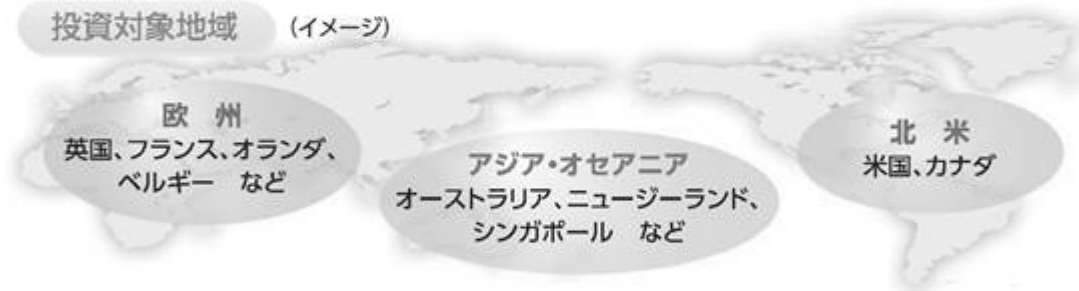 投資対象地域 (イメージ)
欧 州
英国、フランス、オランダ、
ベルギー など
アジア・オセアニア
オーストラリア、ニュージーランド、
シンガポール など
北 米
米国、カナダ